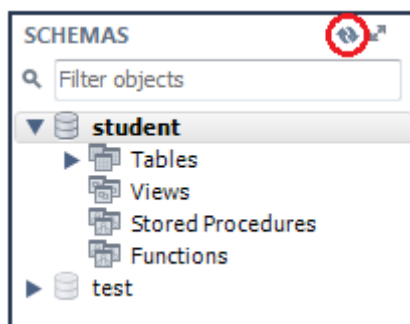 SCHEMAS
Filter objects
student
Tables
Views
Stored Procedures
Functions
test